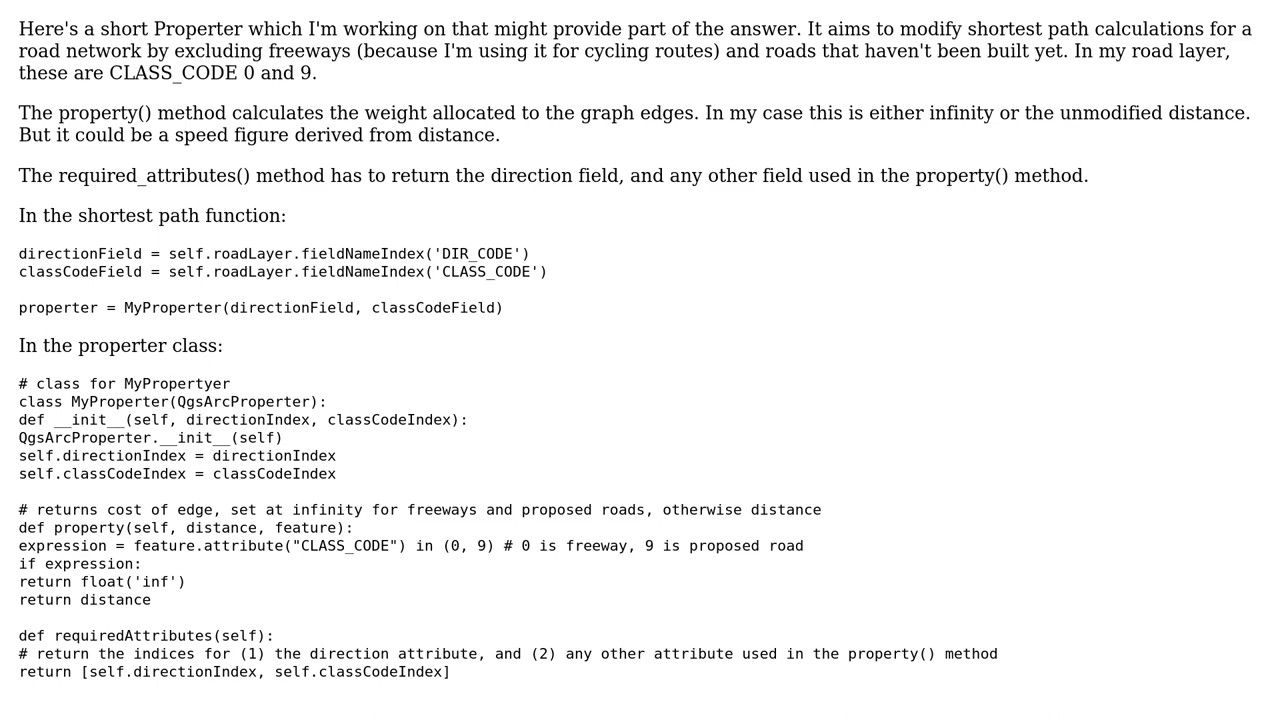 Here's a short Properter which I'm working on that might provide part of the answer. It aims to modify shortest path calculations for a
road network by excluding freeways (because I'm using it for cycling routes) and roads that haven't been built yet. In my road layer,
these are CLASS_CODE 0 and 9.
The property() method calculates the weight allocated to the graph edges. In my case this is either infinity or the unmodified distance.
But it could be a speed figure derived from distance.
The required_attributes() method has to return the direction field, and any other field used in the property() method.
In the shortest path function:
directionField = self.roadLayer.fieldNameIndex('DIR_CODE')
classCodeField = self.roadLayer.fieldNameIndex('CLASS_CODE')
properter = MyProperter(directionField, classCodeField)
In the properter class:
# class for MyPropertyer
class MyProperter(QgsArcProperter):
def __init__(self, directionIndex, classCodeIndex):
QgsArcProperter.__init__(self)
self.directionIndex = directionIndex
self.classCodeIndex = classCodeIndex
# returns cost of edge, set at infinity for freeways and proposed roads, otherwise distance
def property(self, distance, feature):
expression = feature.attribute("CLASS_CODE") in (0, 9) # 0 is freeway, 9 is proposed road
if expression:
return float('inf')
return distance
def requiredAttributes(self):
# return the indices for (1) the direction attribute, and (2) any other attribute used in the property() method
return [self.directionIndex, self.classCodeIndex]